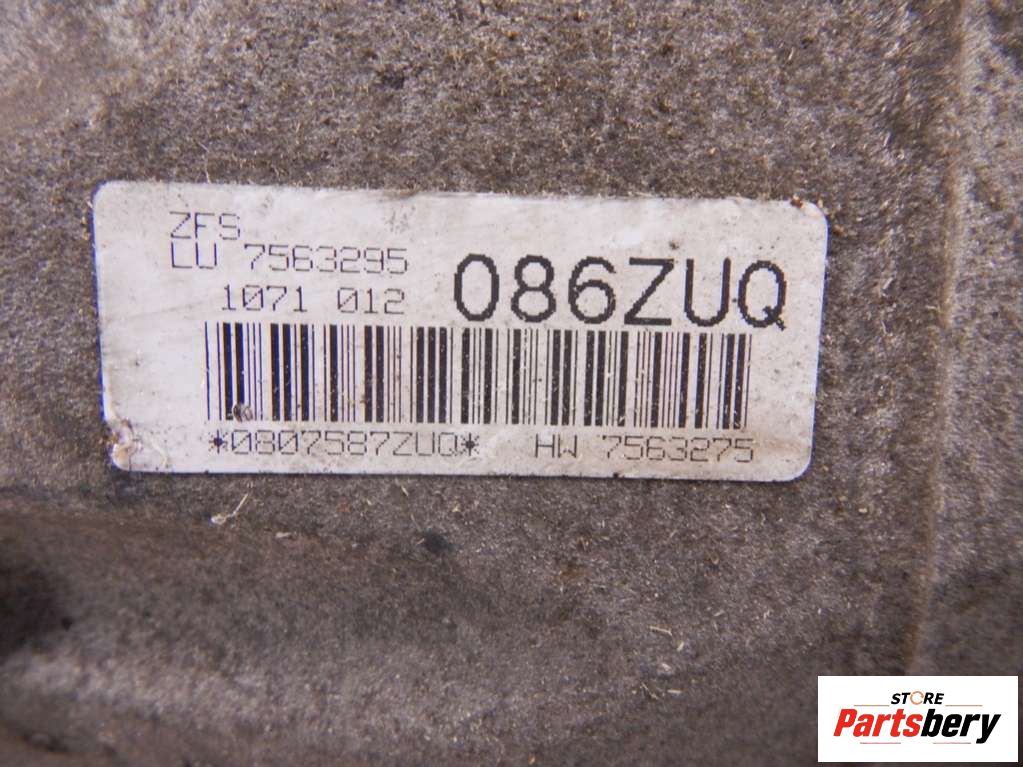 ZFS
LU 7563295
1071 012
086ZUQ
*0807587ZUQ* HW 7563275
STORE
Partsbery